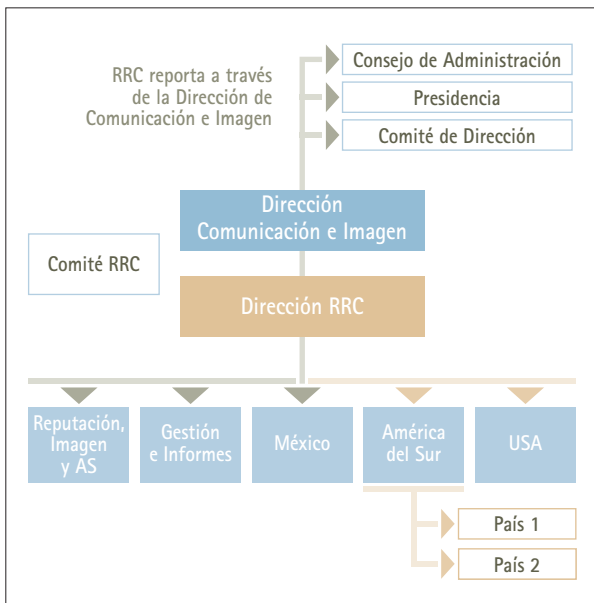 RRC reporta a través
de la Dirección de
Comunicación e Imagen
Consejo de Administración
Presidencia
Comité de Dirección
Dirección
Comunicación e Imagen
Comité RRC
Dirección RRC
Reputación,
Imagen
y AS
Gestión
e Informes
México
América
del Sur
USA
País 1
País 2